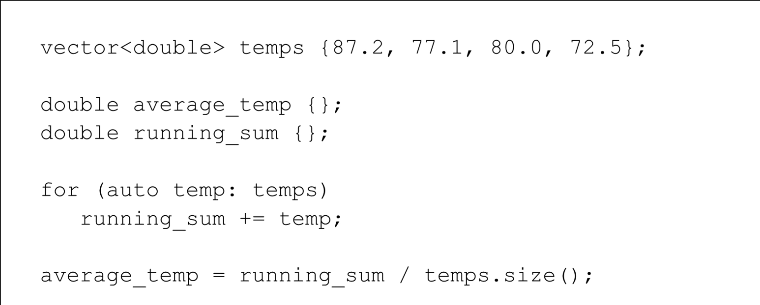 vector<double> temps {87.2, 77.1, 80.0, 72.5};
double average_temp {};
double running_sum {};
for (auto temp: temps)
running_sum += temp;
average_temp = running_sum / temps.size();